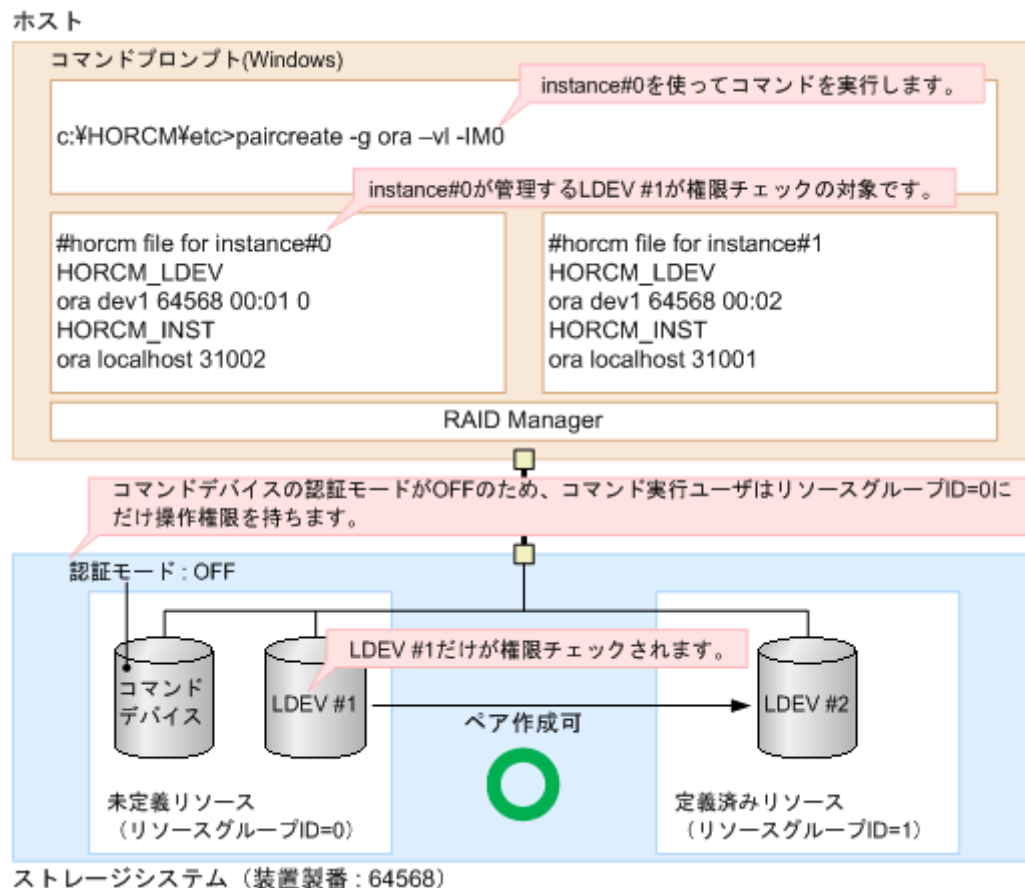 ホスト
コマンドプロンプト(Windows)
instance#0を使ってコマンドを実行します。
c:¥HORCM¥etc>paircreate -g ora –vl -IM0
instance#0が管理するLDEV #1が権限チェックの対象です。
#horcm file for instance#0
HORCM_LDEV
ora dev1 64568 00:01 0
HORCM_INST
ora localhost 31002
#horcm file for instance#1
HORCM_LDEV
ora dev1 64568 00:02
HORCM_INST
ora localhost 31001
RAID Manager
コマンドデバイスの認証モードがOFFのため、コマンド実行ユーザはリソースグループID=0に
だけ操作権限を持ちます。
認証モード : OFF
LDEV #1だけが権限チェックされます。
コマンド
デバイス
LDEV #1
LDEV #2
ペア作成可
未定義リソース
（リソースグループID=0）
定義済みリソース
（リソースグループID=1）
ストレージシステム（装置製番 : 64568）